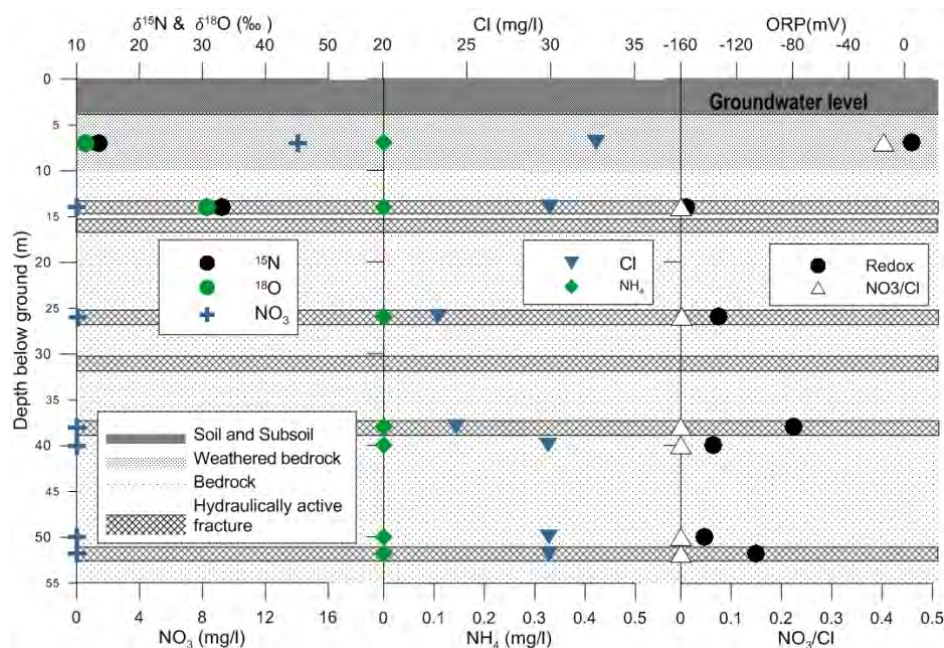 δ¹⁵N & δ¹⁸O (‰) Cl (mg/l) ORP(mV)
10 20 30 40 20 25 30 35 -160 -120 -80 -40 0
0
Groundwater level
5
10
15
20
25
30
35
40
45
50
55
Depth below ground (m)
¹⁵N
¹⁸O
NO₃
Cl
NH₄
Redox
NO3/Cl
Soil and Subsoil
Weathered bedrock
Bedrock
Hydraulically active
fracture
0 4 8 12 16 0 0.1 0.2 0.3 0.4 0 0.1 0.2 0.3 0.4 0.5
NO₃ (mg/l) NH₄ (mg/l) NO₃/Cl